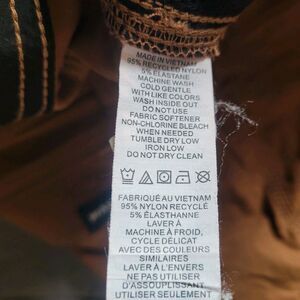 MADE IN VIETNAM
95% RECYCLED NYLON
5% ELASTANE
MACHINE WASH
COLD GENTLE
WITH LIKE COLORS
WASH INSIDE OUT
DO NOT USE
FABRIC SOFTENER
NON-CHLORINE BLEACH
WHEN NEEDED
TUMBLE DRY LOW
IRON LOW
DO NOT DRY CLEAN
FABRIQUÉ AU VIETNAM
95% NYLON RECYCLÉ
5% ÉLASTHANNE
LAVER À
MACHINE À FROID,
CYCLE DÉLICAT
AVEC DES COULEURS
SIMILAIRES
LAVER À L'ENVERS
NE PAS UTILISER
D'ASSOUPLISSANT
UTILISER SEULEMENT